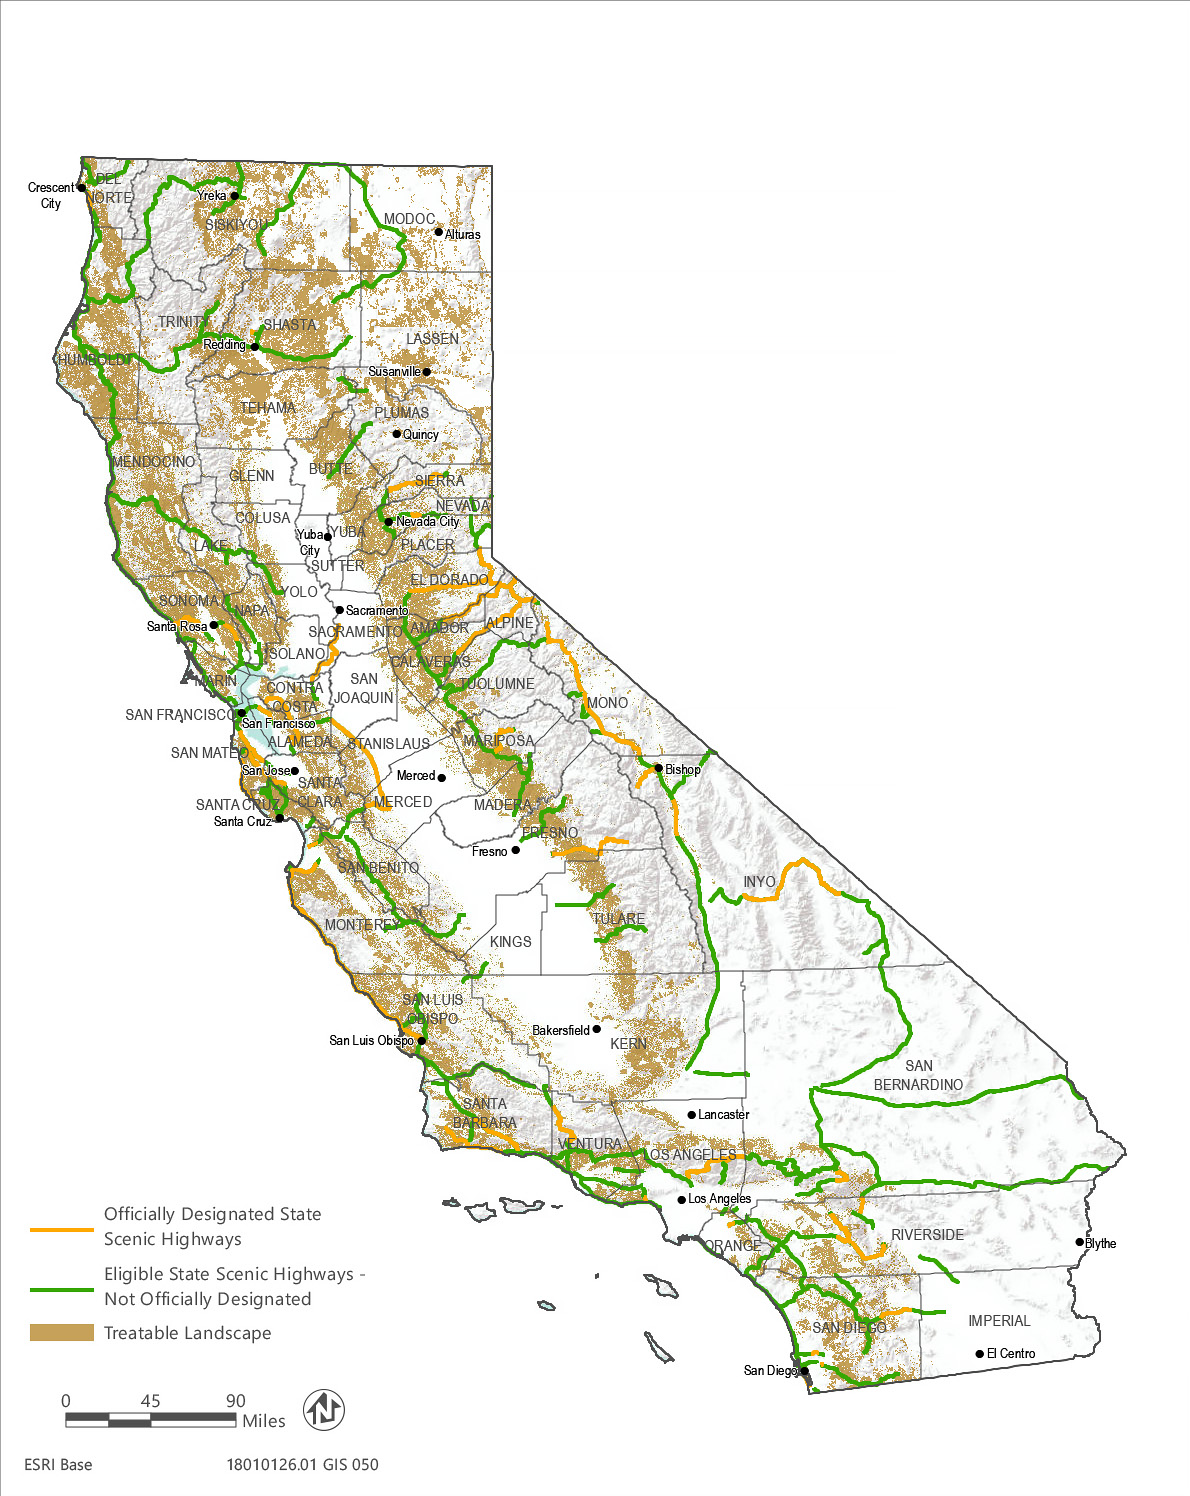 DEL
NORTE
Crescent
City
Yreka
SISKIYOU
MODOC
Alturas
TRINITY
SHASTA
Redding
LASSEN
HUMBOLDT
Susanville
TEHAMA
PLUMAS
Quincy
MENDOCINO
GLENN
BUTTE
SIERRA
NEVADA
COLUSA
Nevada City
Yuba
City
YUBA
LAKE
PLACER
SUTTER
EL DORADO
YOLO
SONOMA
NAPA
Sacramento
Santa Rosa
SACRAMENTO
AMADOR
ALPINE
SOLANO
CALAVERAS
MARIN
CONTRA
COSTA
SAN
JOAQUIN
TUOLUMNE
MONO
SAN FRANCISCO
San Francisco
ALAMEDA
STANISLAUS
MARIPOSA
SAN MATEO
San Jose
Merced
Bishop
SANTA
CLARA
SANTA CRUZ
MERCED
MADERA
Santa Cruz
FRESNO
Fresno
SAN BENITO
INYO
MONTEREY
TULARE
KINGS
SAN LUIS
OBISPO
San Luis Obispo
Bakersfield
KERN
SAN
BERNARDINO
SANTA
BARBARA
Lancaster
VENTURA
LOS ANGELES
Los Angeles
ORANGE
RIVERSIDE
Blythe
SAN DIEGO
IMPERIAL
El Centro
San Diego
Officially Designated State
Scenic Highways
Eligible State Scenic Highways -
Not Officially Designated
Treatable Landscape
0 45 90
Miles
N
ESRI Base 18010126.01 GIS 050